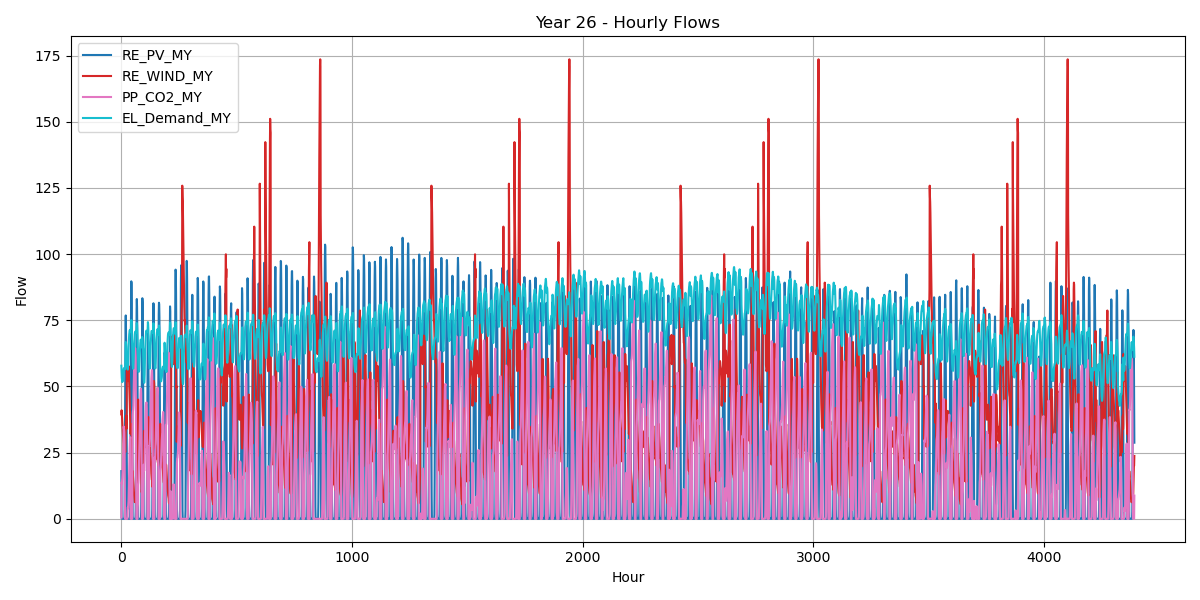 Year 26 - Hourly Flows
RE_PV_MY
RE_WIND_MY
PP_CO2_MY
EL_Demand_MY
Flow
175
150
125
100
75
50
25
0
0 1000 2000 3000 4000
Hour